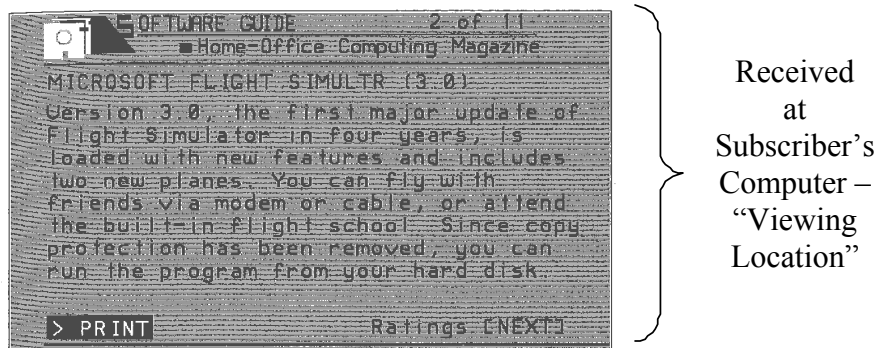 SOFTWARE GUIDE 2 of 11
■ Home-Office Computing Magazine
MICROSOFT FLIGHT SIMULTR (3.0)
Version 3.0, the first major update of
Flight Simulator in four years, is
loaded with new features and includes
two new planes. You can fly with
friends via modem or cable, or attend
the built-in flight school. Since copy
protection has been removed, you can
run the program from your hard disk.
> PRINT Ratings [NEXT]
Received
at
Subscriber’s
Computer –
“Viewing
Location”